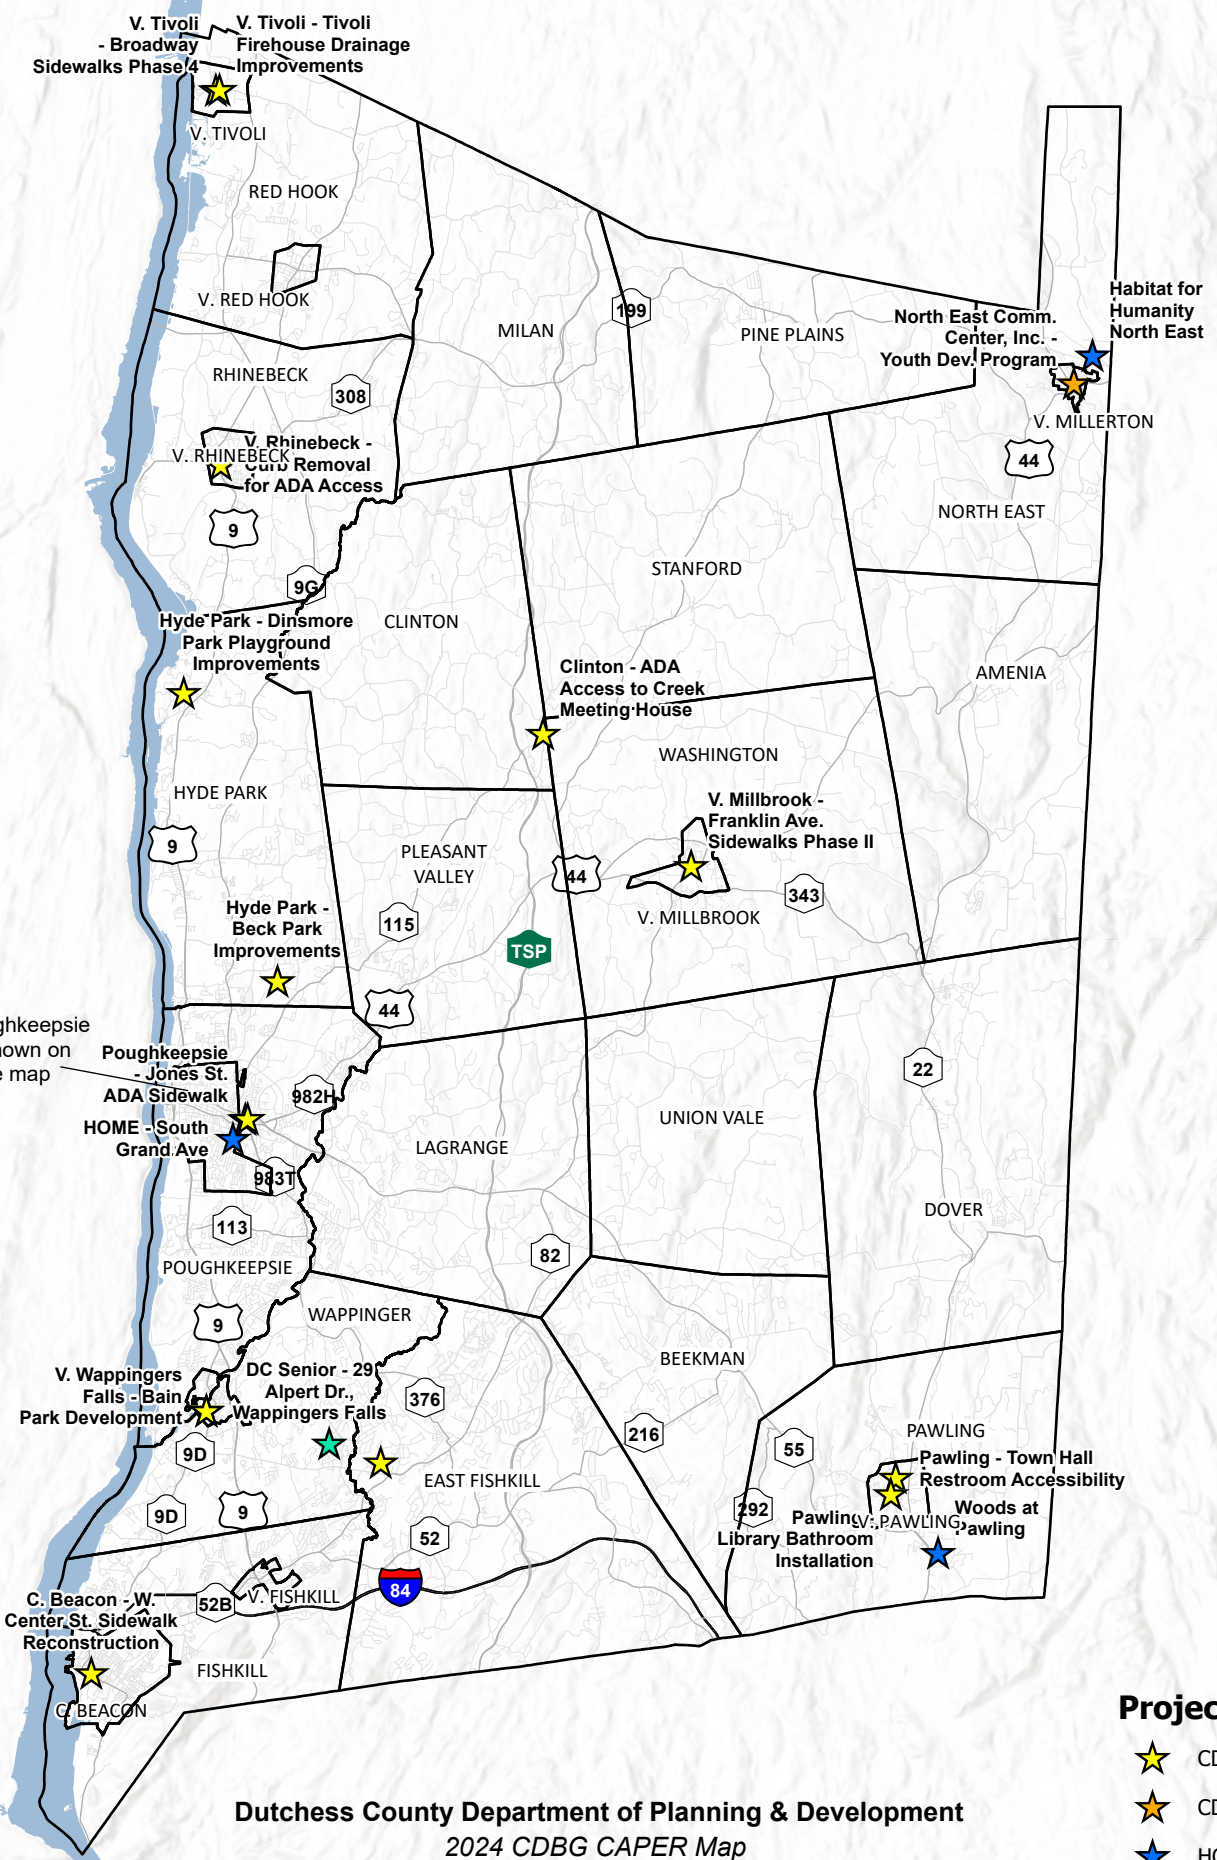 V. Tivoli
- Broadway
Sidewalks Phase 4
V. Tivoli - Tivoli
Firehouse Drainage
Improvements
V. TIVOLI
RED HOOK
V. RED HOOK
MILAN
199
PINE PLAINS
North East Comm.
Center, Inc. -
Youth Dev. Program
Habitat for
Humanity
North East
V. MILLERTON
44
NORTH EAST
RHINEBECK
308
V. RHINEBECK
V. Rhinebeck -
Curb Removal
for ADA Access
9
9G
STANFORD
CLINTON
Hyde Park - Dinsmore
Park Playground
Improvements
Clinton - ADA
Access to Creek
Meeting House
AMENIA
WASHINGTON
HYDE PARK
9
V. Millbrook -
Franklin Ave.
Sidewalks Phase II
PLEASANT
VALLEY
44
343
V. MILLBROOK
115
TSP
Hyde Park -
Beck Park
Improvements
44
map
Poughkeepsie
- Jones St.
ADA Sidewalk
982H
22
HOME - South
Grand Ave
983T
UNION VALE
LAGRANGE
113
DOVER
82
POUGHKEEPSIE
9
WAPPINGER
BEEKMAN
V. Wappingers
Falls - Bain
Park Development
DC Senior - 29
Alpert Dr.,
Wappingers Falls
376
216
9D
EAST FISHKILL
55
PAWLING
Pawling - Town Hall
Restroom Accessibility
292
Pawling
Library Bathroom
Installation
V. PAWLING
Woods at
Pawling
9D
9
52
84
52B
V. FISHKILL
C. Beacon - W.
Center St. Sidewalk
Reconstruction
FISHKILL
C. BEACON
Dutchess County Department of Planning & Development
2024 CDBG CAPER Map